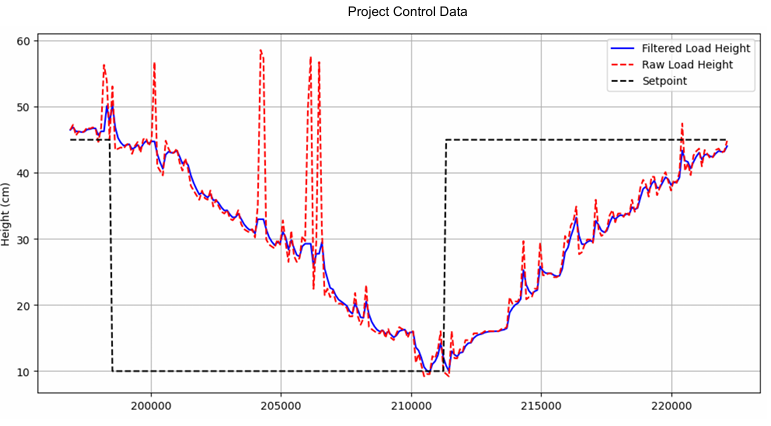 Project Control Data
Filtered Load Height
Raw Load Height
Setpoint
Height (cm)
60
50
40
30
20
10
200000
205000
210000
215000
220000